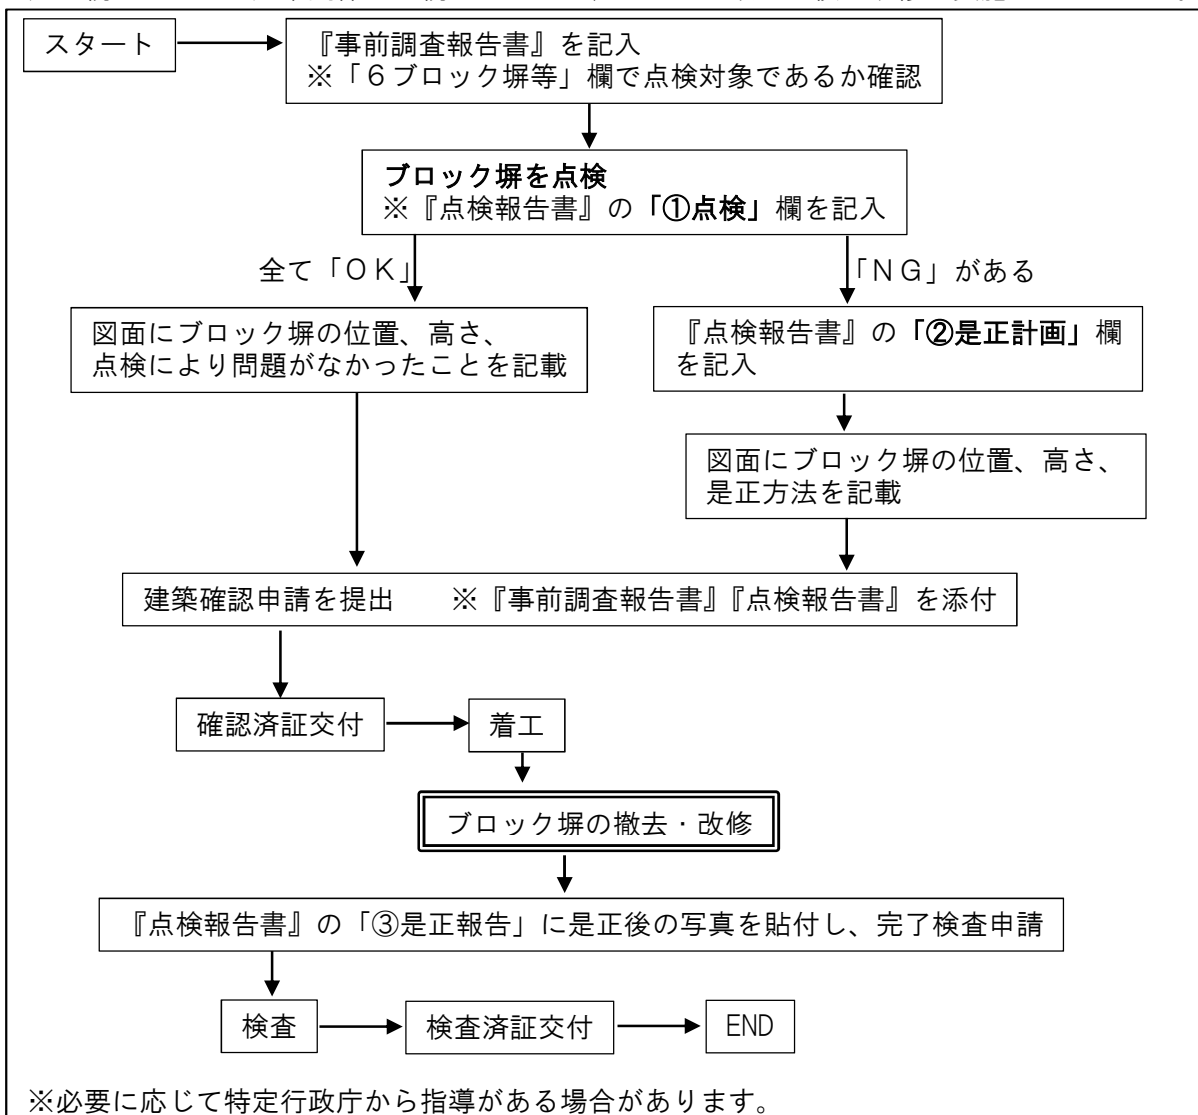 スタート
『事前調査報告書』を記入
※「６ブロック塀等」欄で点検対象であるか確認
ブロック塀を点検
※『点検報告書』の「①点検」欄を記入
全て「ＯＫ」
「ＮＧ」がある
図面にブロック塀の位置、高さ、
点検により問題がなかったことを記載
『点検報告書』の「②是正計画」欄
を記入
図面にブロック塀の位置、高さ、
是正方法を記載
建築確認申請を提出　　※『事前調査報告書』『点検報告書』を添付
確認済証交付
着工
ブロック塀の撤去・改修
『点検報告書』の「③是正報告」に是正後の写真を貼付し、完了検査申請
検査
検査済証交付
END
※必要に応じて特定行政庁から指導がある場合があります。